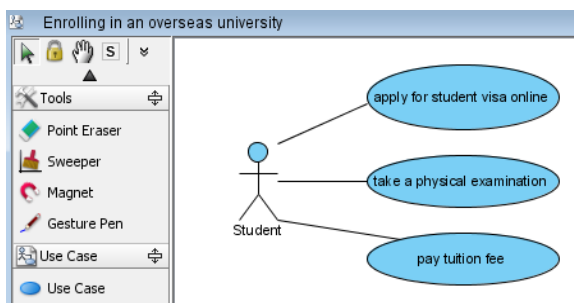 Enrolling in an overseas university
S
Tools
Point Eraser
Sweeper
Magnet
Gesture Pen
Use Case
Use Case
apply for student visa online
take a physical examination
Student
pay tuition fee